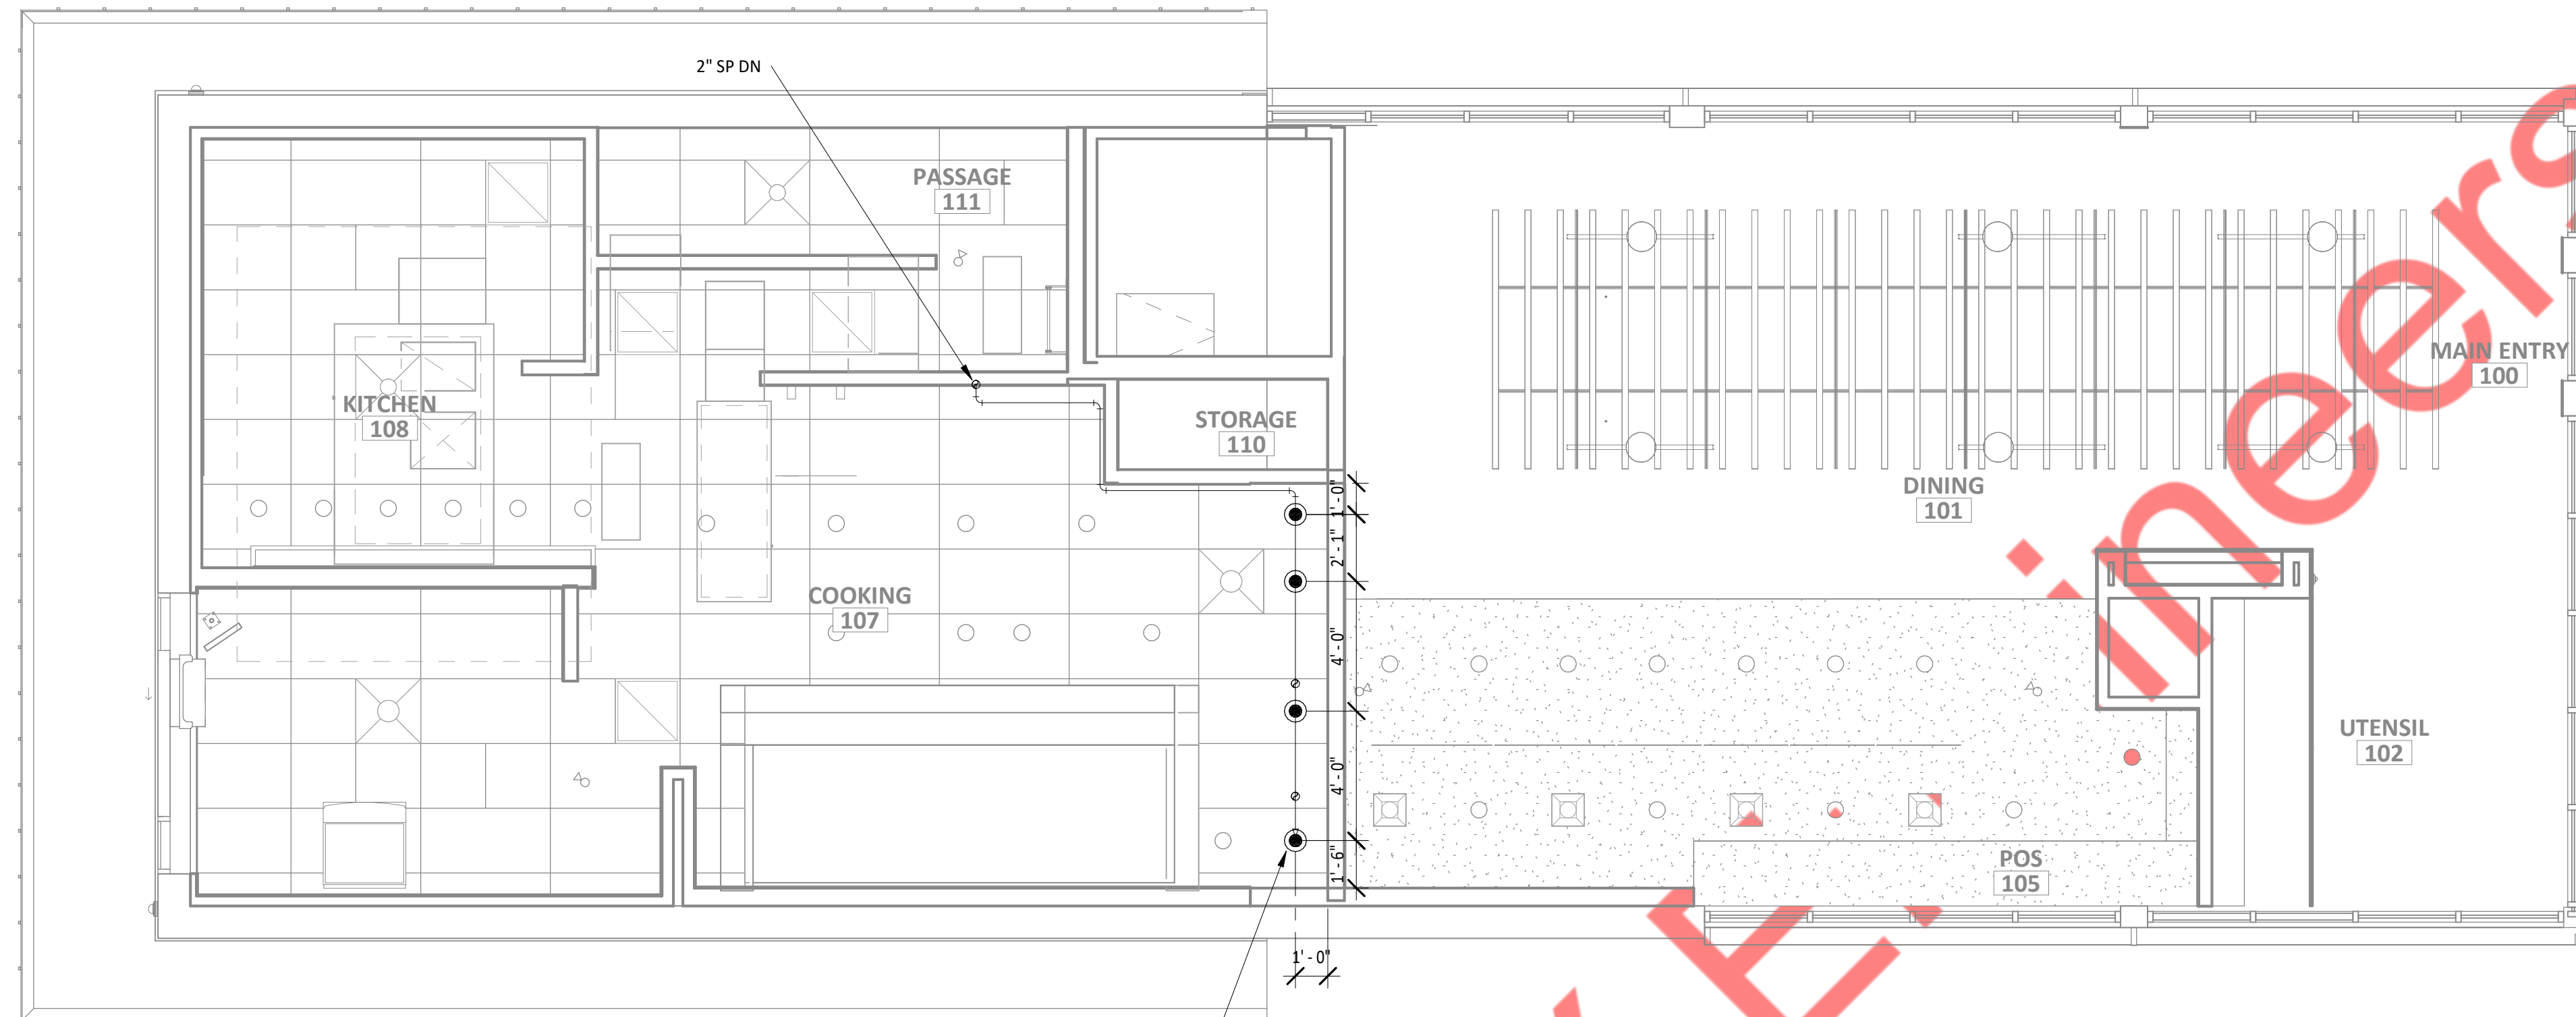 2" SP DN
PASSAGE
111
MAIN ENTRY
100
KITCHEN
108
STORAGE
110
DINING
101
1' - 0"
2' - 1"
COOKING
107
4' - 0"
UTENSIL
102
4' - 0"
POS
105
1' - 6"
1' - 0"
ineers